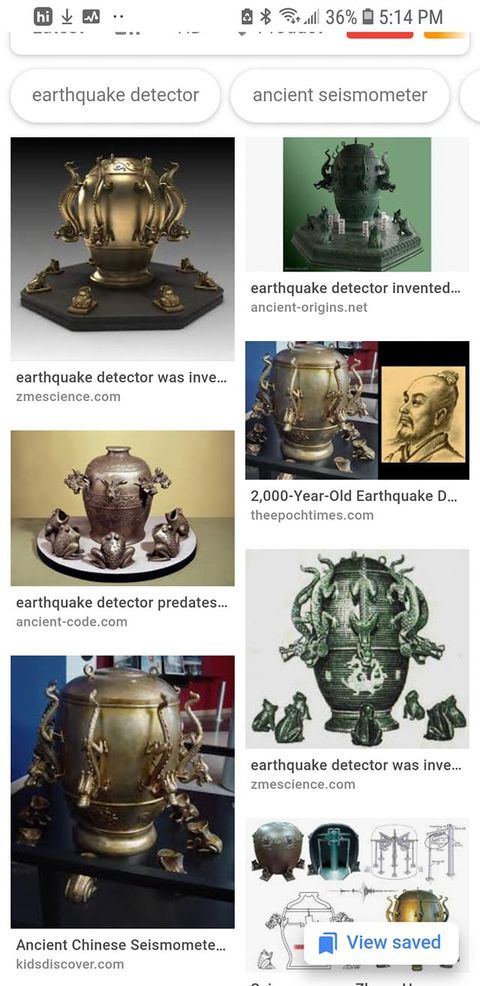 hi
36%
5:14 PM
Product
earthquake detector
ancient seismometer
earthquake detector was inve...
zmescience.com
earthquake detector invented...
ancient-origins.net
2,000-Year-Old Earthquake D...
theepochtimes.com
earthquake detector predates...
ancient-code.com
earthquake detector was inve...
zmescience.com
Ancient Chinese Seismomete...
kidsdiscover.com
View saved